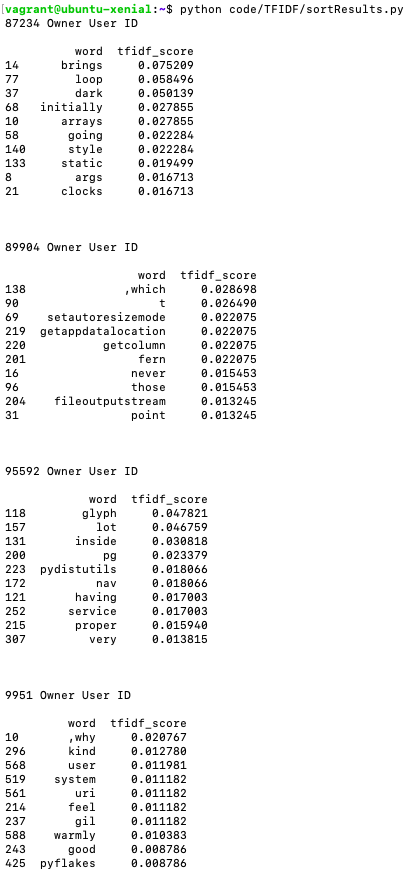 [vagrant@ubuntu-xenial:~$ python code/TFIDF/sortResults.py
87234 Owner User ID
word tfidf_score
14 brings 0.075209
77 loop 0.058496
37 dark 0.050139
68 initially 0.027855
10 arrays 0.027855
58 going 0.022284
140 style 0.022284
133 static 0.019499
8 args 0.016713
21 clocks 0.016713
89904 Owner User ID
word tfidf_score
138 ,which 0.028698
90 t 0.026490
69 setautoresizemode 0.022075
219 getappdatalocation 0.022075
220 getcolumn 0.022075
201 fern 0.022075
16 never 0.015453
96 those 0.015453
204 fileoutputstream 0.013245
31 point 0.013245
95592 Owner User ID
word tfidf_score
118 glyph 0.047821
157 lot 0.046759
131 inside 0.030818
200 pg 0.023379
223 pydistutils 0.018066
172 nav 0.018066
121 having 0.017003
252 service 0.017003
215 proper 0.015940
307 very 0.013815
9951 Owner User ID
word tfidf_score
10 ,why 0.020767
296 kind 0.012780
568 user 0.011981
519 system 0.011182
561 uri 0.011182
214 feel 0.011182
237 gil 0.011182
588 warmly 0.010383
243 good 0.008786
425 pyflakes 0.008786